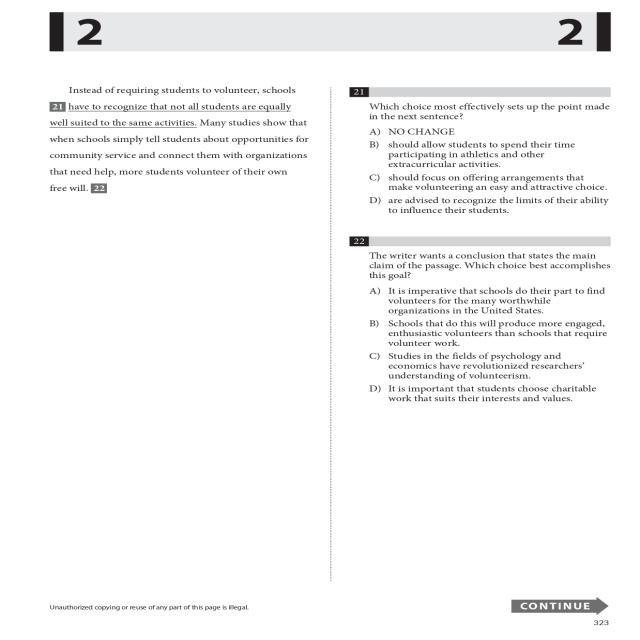 2
2
Instead of requiring students to volunteer, schools
21 have to recognize that not all students are equally
well suited to the same activities. Many studies show that
when schools simply tell students about opportunities for
community service and connect them with organizations
that need help, more students volunteer of their own
free will. 22
21
Which choice most effectively sets up the point made
in the next sentence?
A) NO CHANGE
B) should allow students to spend their time
participating in athletics and other
extracurricular activities.
C) should focus on offering arrangements that
make volunteering an easy and attractive choice.
D) are advised to recognize the limits of their ability
to influence their students.
22
The writer wants a conclusion that states the main
claim of the passage. Which choice best accomplishes
this goal?
A) It is imperative that schools do their part to find
volunteers for the many worthwhile
organizations in the United States.
B) Schools that do this will produce more engaged,
enthusiastic volunteers than schools that require
volunteer work.
C) Studies in the fields of psychology and
economics have revolutionized researchers’
understanding of volunteerism.
D) It is important that students choose charitable
work that suits their interests and values.
Unauthorized copying or reuse of any part of this page is illegal.
CONTINUE
323